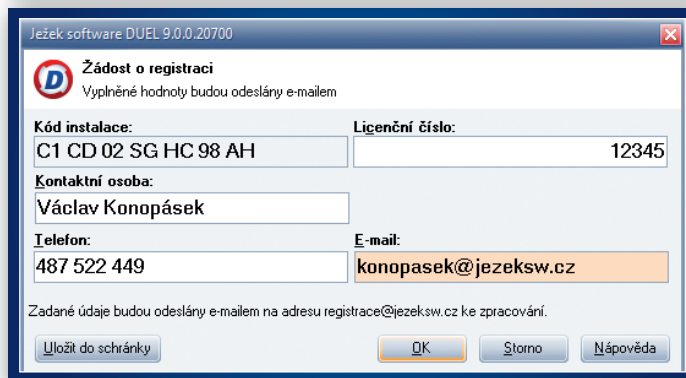 Ježek software DUEL 9.0.0.20700
D
Žádost o registraci
Vyplněné hodnoty budou odeslány e-mailem
Kód instalace: Licenční číslo:
C1 CD 02 SG HC 98 AH 12345
Kontaktní osoba:
Václav Konopásek
Telefon: E-mail:
487 522 449 konopasek@jezeksw.cz
Zadané údaje budou odeslány e-mailem na adresu registrace@jezeksw.cz ke zpracování.
Uložit do schránky OK Storno Nápověda